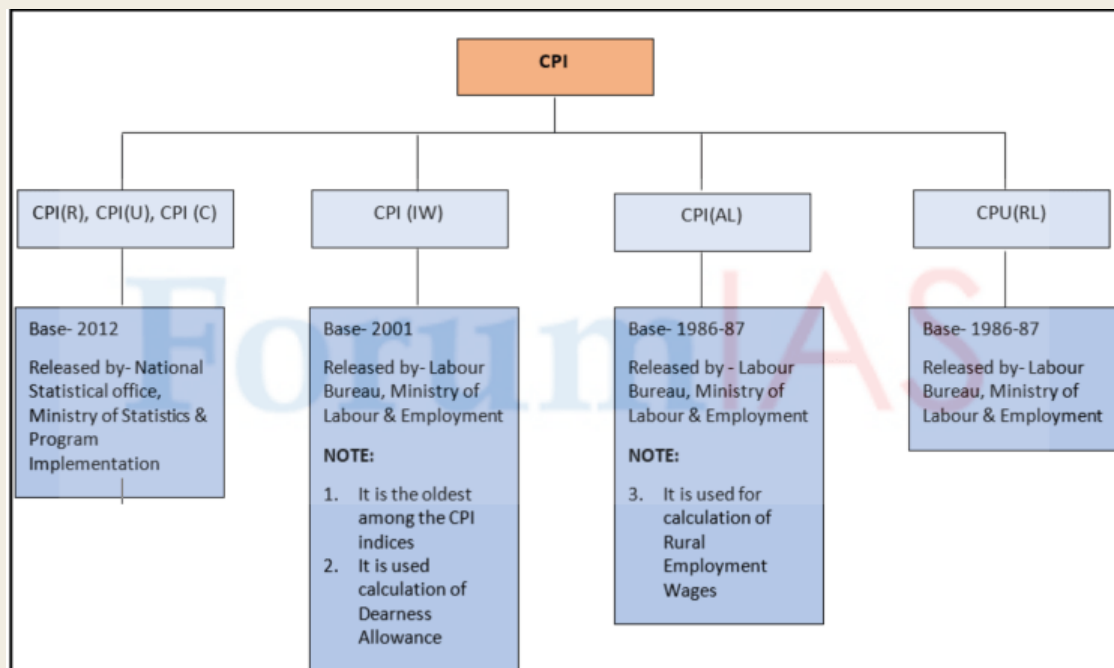 CPI
CPI(R), CPI(U), CPI (C)
CPI (IW)
CPI(AL)
CPU(RL)
Base- 2012
Released by- National
Statistical office,
Ministry of Statistics &
Program
Implementation
Base- 2001
Released by- Labour
Bureau, Ministry of
Labour & Employment
NOTE:
1. It is the oldest
among the CPI
indices
2. It is used
calculation of
Dearness
Allowance
Base- 1986-87
Released by - Labour
Bureau, Ministry of
Labour & Employment
NOTE:
3. It is used for
calculation of
Rural
Employment
Wages
Base- 1986-87
Released by- Labour
Bureau, Ministry of
Labour & Employment
ForumIAS